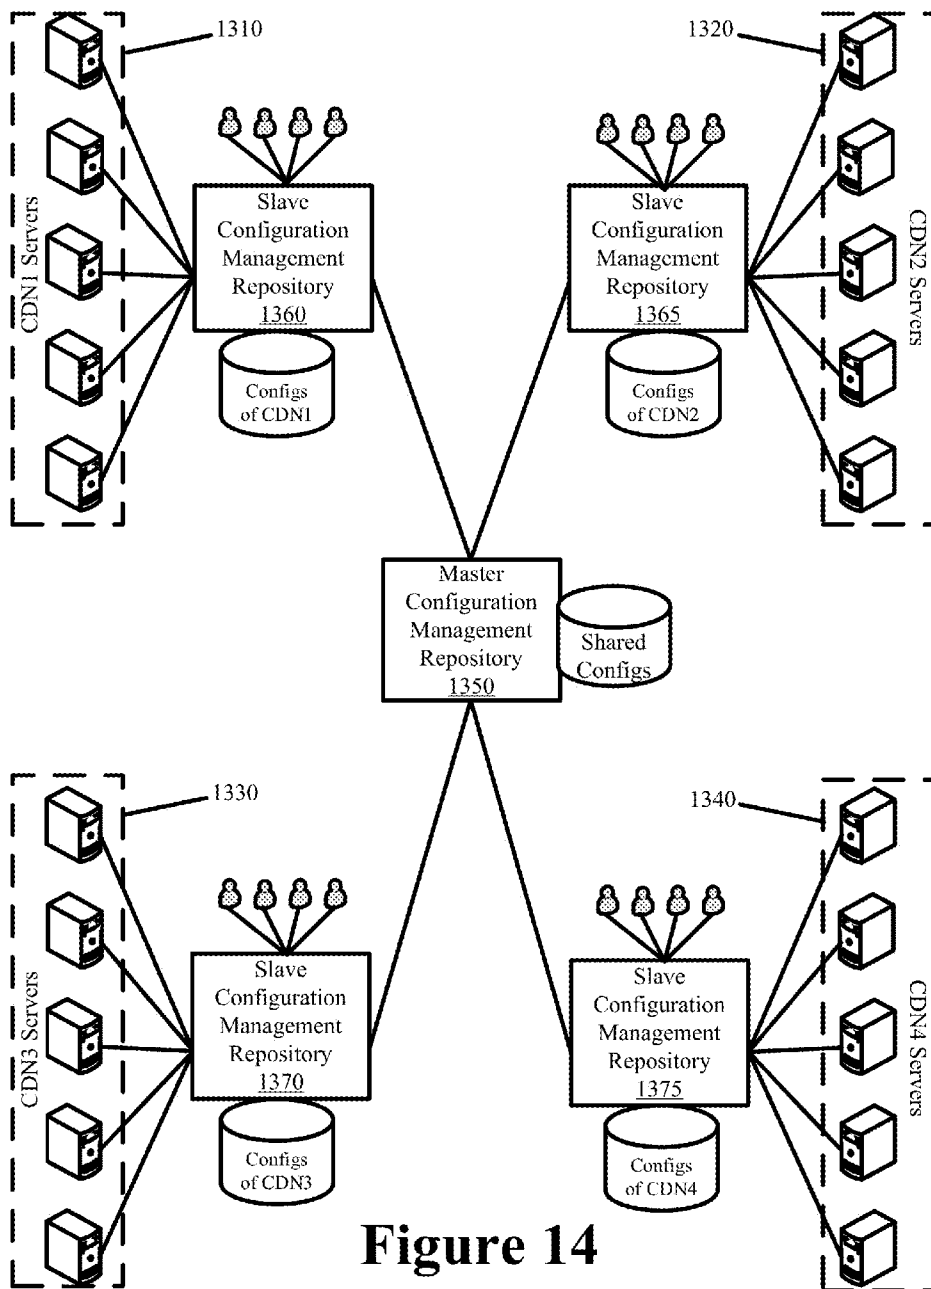 1310
1320
CDN1 Servers
Slave
Configuration
Management
Repository
1360
Configs
of CDN1
Slave
Configuration
Management
Repository
1365
Configs
of CDN2
CDN2 Servers
Master
Configuration
Management
Repository
1350
Shared
Configs
1330
1340
CDN3 Servers
Slave
Configuration
Management
Repository
1370
Configs
of CDN3
Slave
Configuration
Management
Repository
1375
Configs
of CDN4
CDN4 Servers
Figure 14